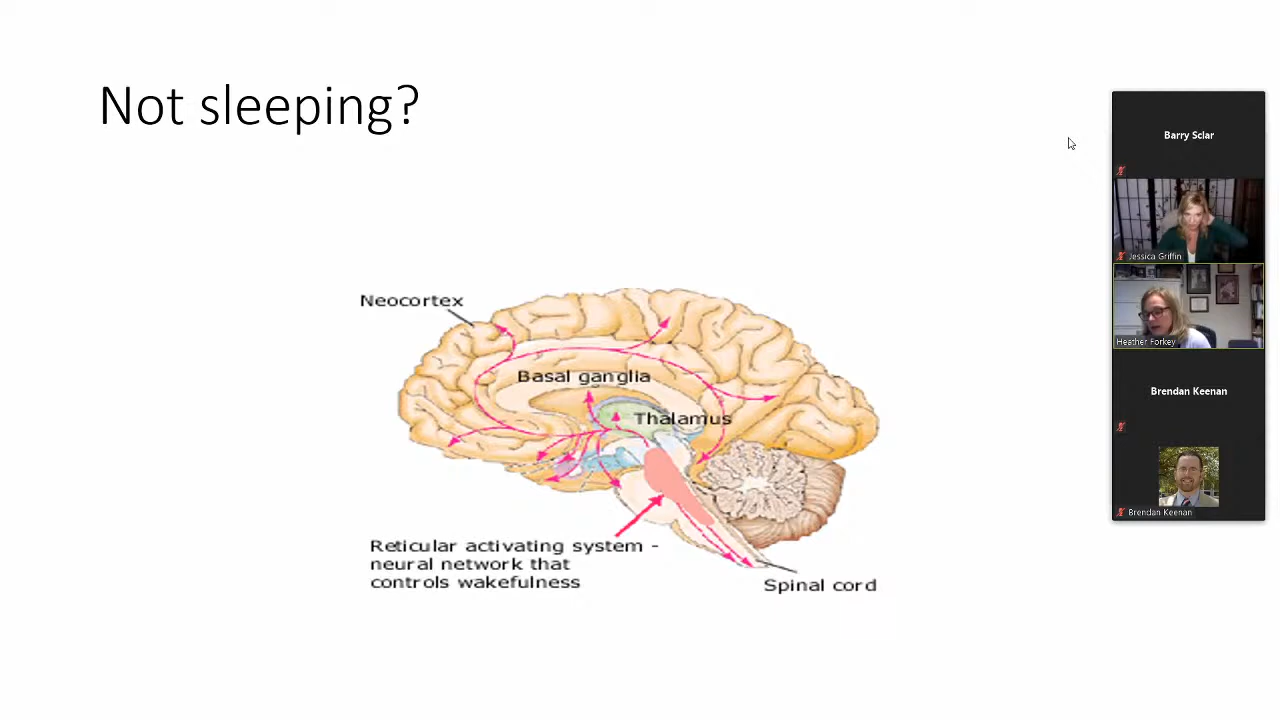 Not sleeping?
Neocortex
Basal ganglia
Thalamus
Reticular activating system -
neural network that
controls wakefulness
Spinal cord
Barry Sclar
Jessica Griffin
Heather Forkey
Brendan Keenan
Brendan Keenan